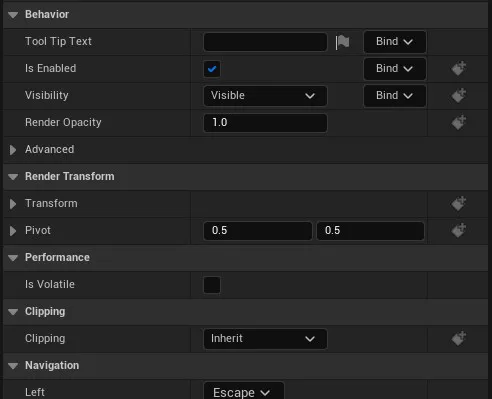 Behavior
Tool Tip Text Bind
Is Enabled Bind
Visibility Visible Bind
Render Opacity 1.0
Advanced
Render Transform
Transform
Pivot 0.5 0.5
Performance
Is Volatile
Clipping
Clipping Inherit
Navigation
Left Escape